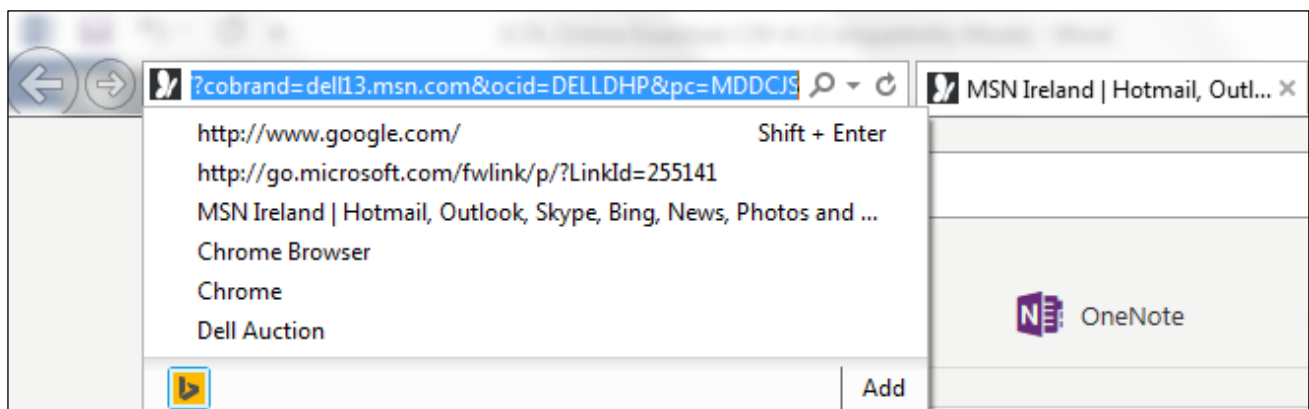 ?cobrand=dell13.msn.com&ocid=DELLDHP&pc=MDDCJS
MSN Ireland | Hotmail, Outl...
http://www.google.com/ Shift + Enter
http://go.microsoft.com/fwlink/p/?LinkId=255141
MSN Ireland | Hotmail, Outlook, Skype, Bing, News, Photos and ...
Chrome Browser
Chrome
Dell Auction
OneNote
Add